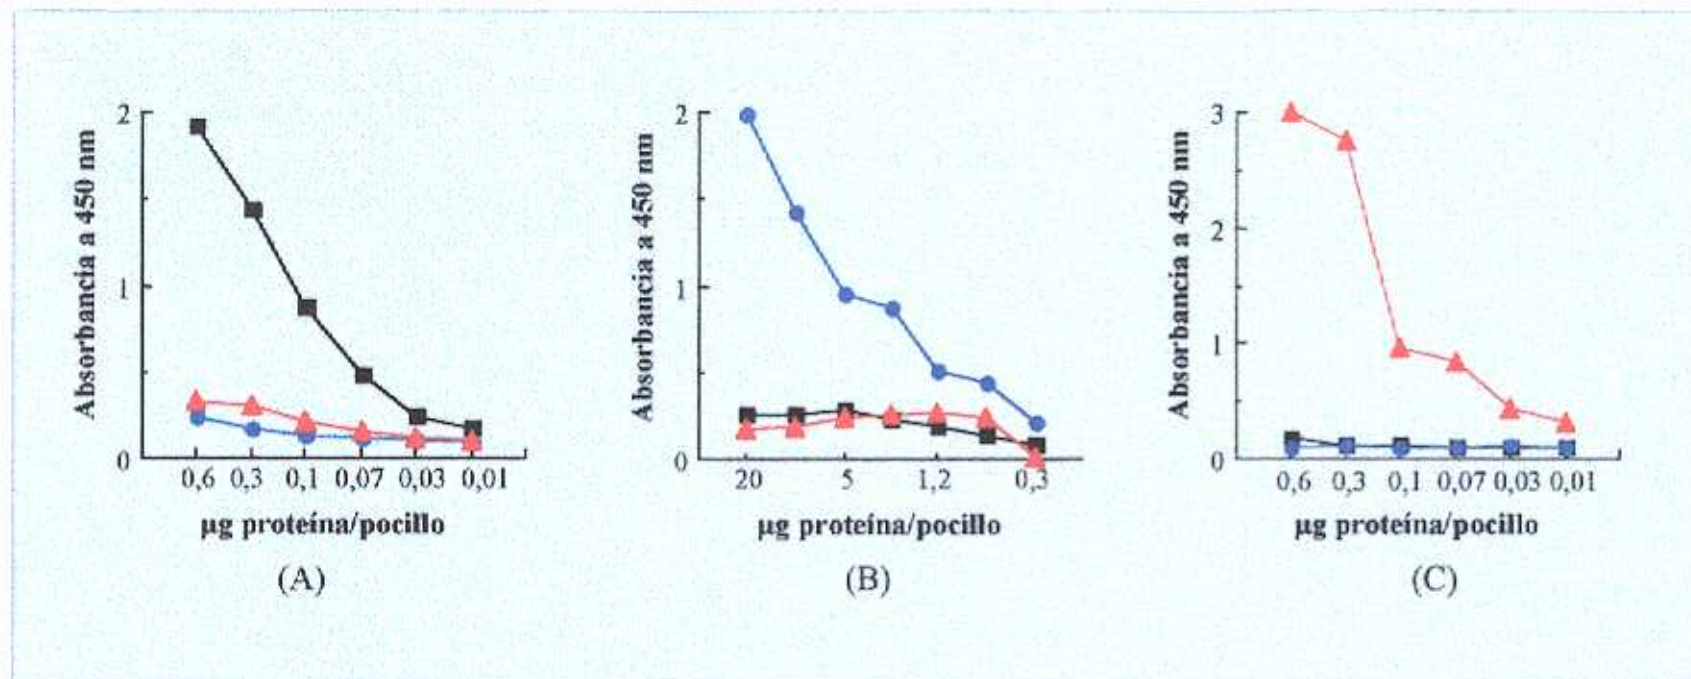 2
1
0
Absorbancia a 450 nm
0,6 0,3 0,1 0,07 0,03 0,01
µg proteína/pocillo
(A)
2
1
0
Absorbancia a 450 nm
20 5 1,2 0,3
µg proteína/pocillo
(B)
3
2
1
0
Absorbancia a 450 nm
0,6 0,3 0,1 0,07 0,03 0,01
µg proteína/pocillo
(C)